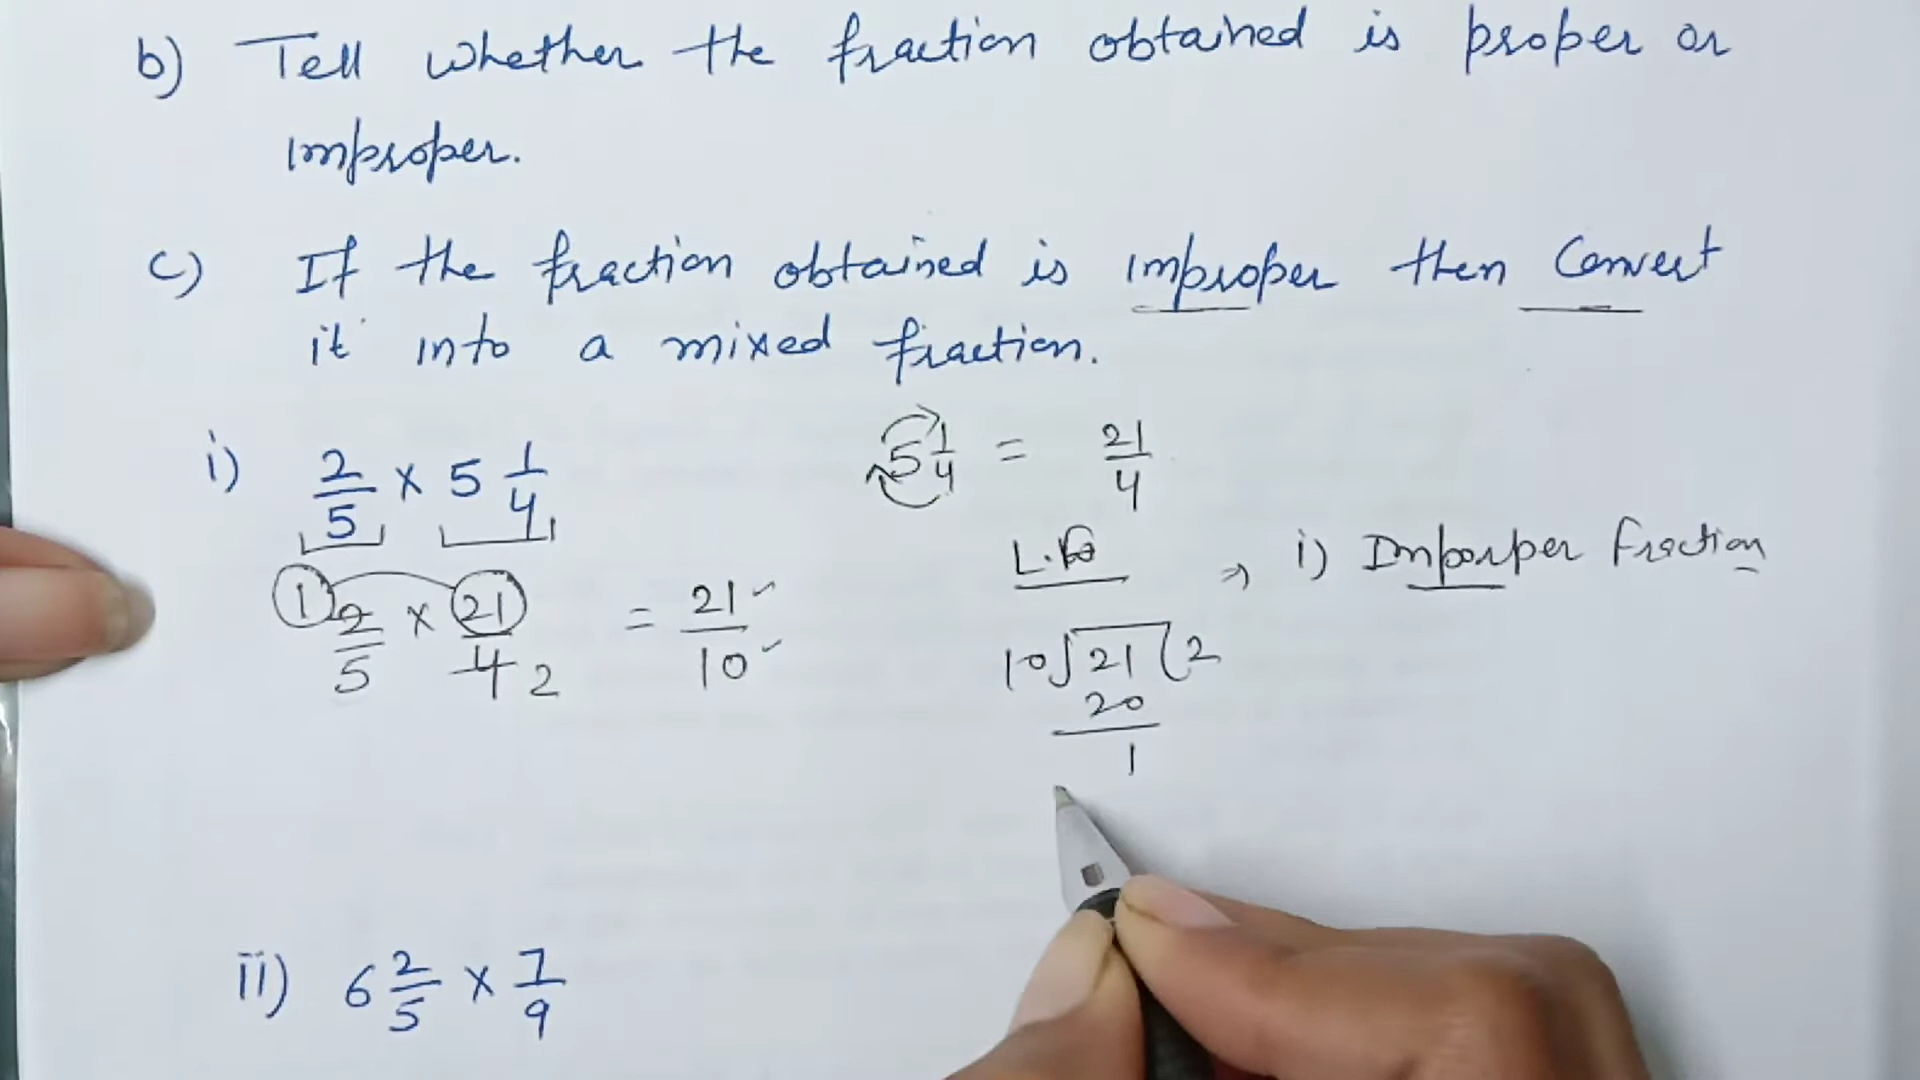 b) Tell whether the fraction obtained is proper or
improper.
c) If the fraction obtained is improper then Convert
it into a mixed fraction.
i) 2/5 × 5 1/4
5 1/4 = 21/4
⇒ i) Imporper fraction
1 2/5 × 21/4 2 = 21/10
10)21(2
20
1
ii) 6 2/5 × 7/9